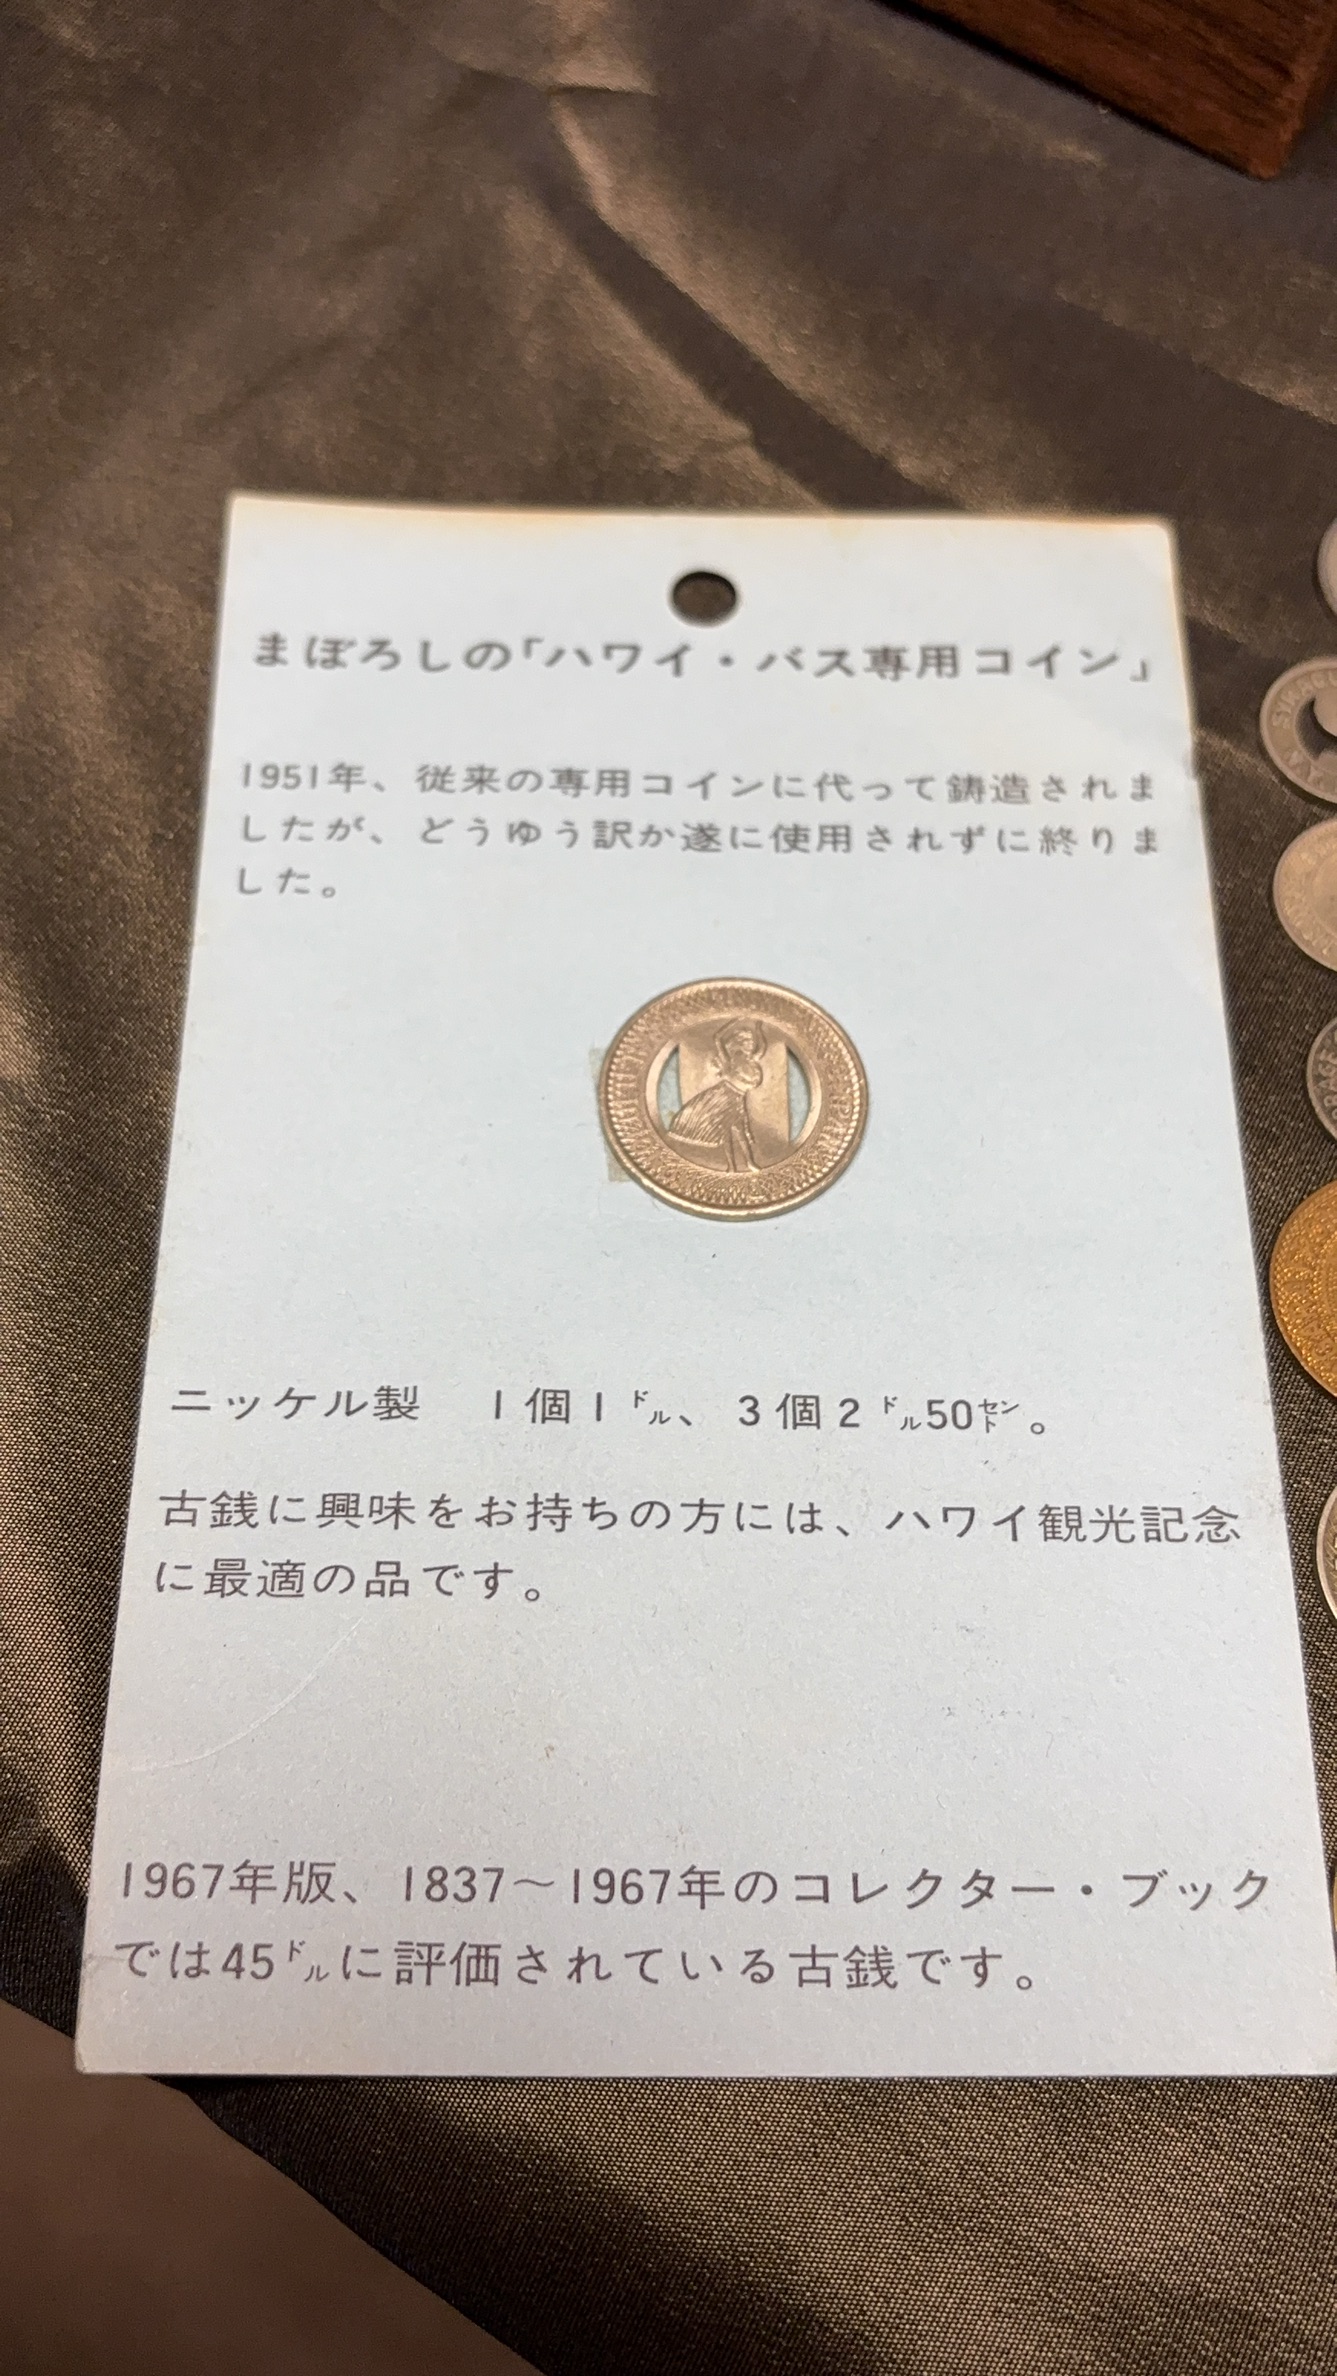 まぼろしの「ハワイ・バス専用コイン」
1951年、従来の専用コインに代って鋳造されま
したが、どうゆう訳か遂に使用されずに終りま
した。
ニッケル製　1個1ドル、3個2ドル50セント。
古銭に興味をお持ちの方には、ハワイ観光記念
に最適の品です。
1967年版、1837〜1967年のコレクター・ブック
では45ドルに評価されている古銭です。